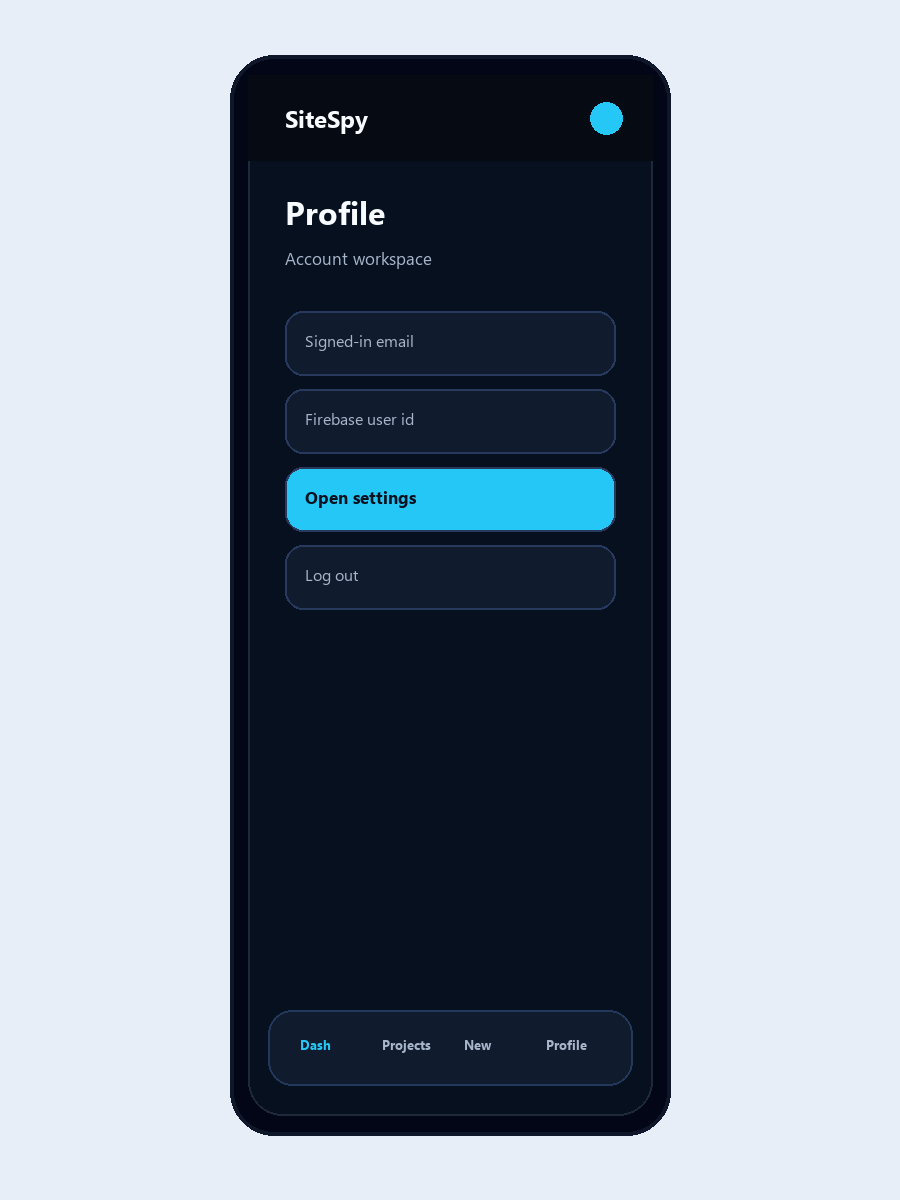 SiteSpy
Profile
Account workspace
Signed-in email
Firebase user id
Open settings
Log out
Dash Projects New Profile